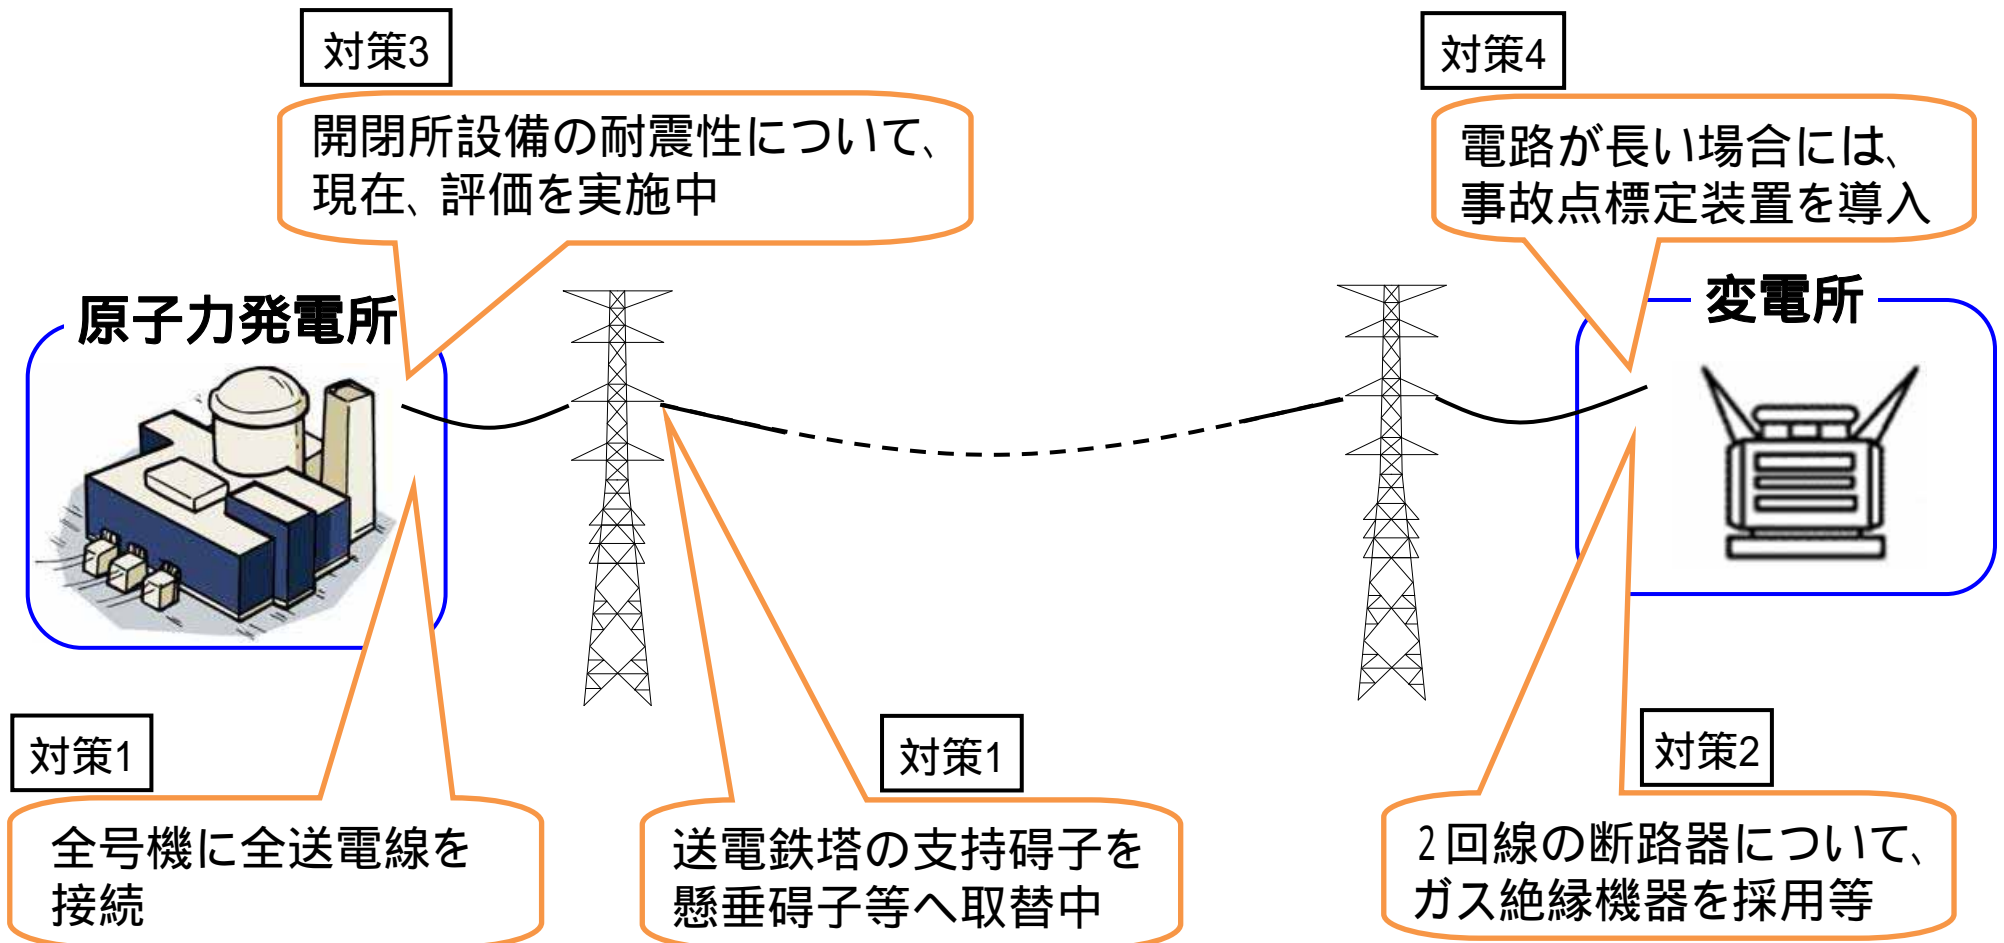 対策3
開閉所設備の耐震性について、
現在、評価を実施中
対策4
電路が長い場合には、
事故点標定装置を導入
原子力発電所
変電所
対策1
全号機に全送電線を
接続
対策1
送電鉄塔の支持碍子を
懸垂碍子等へ取替中
対策2
2回線の断路器について、
ガス絶縁機器を採用等